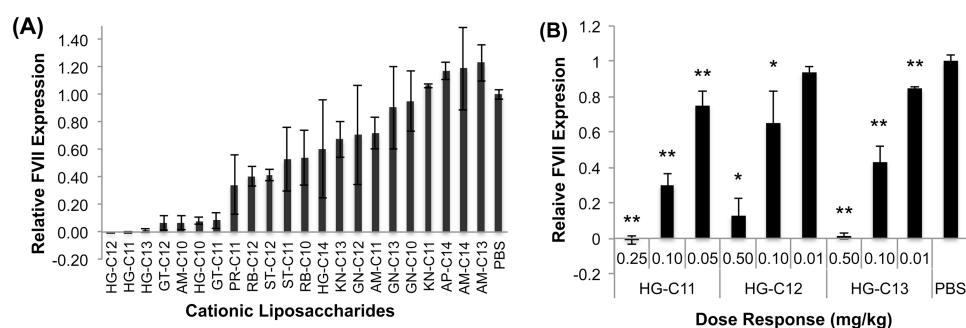 (A)
Relative FVII Expression
1.40
1.20
1.00
0.80
0.60
0.40
0.20
0.00
-0.20
HG-C12
HG-C11
HG-C13
GT-C12
AM-C10
HG-C10
GT-C11
PR-C11
RB-C12
ST-C12
ST-C11
RB-C10
HG-C14
KN-C13
GN-C12
AM-C11
GN-C13
GN-C10
KN-C11
AP-C14
AM-C14
AM-C13
PBS
Cationic Liposaccharides
(B)
Relaive FVII Expresion
1
0.8
0.6
0.4
0.2
0
-0.2
** ** ** * * ** ** **
0.25 0.10 0.05 0.50 0.10 0.01 0.50 0.10 0.01
HG-C11 HG-C12 HG-C13 PBS
Dose Response (mg/kg)